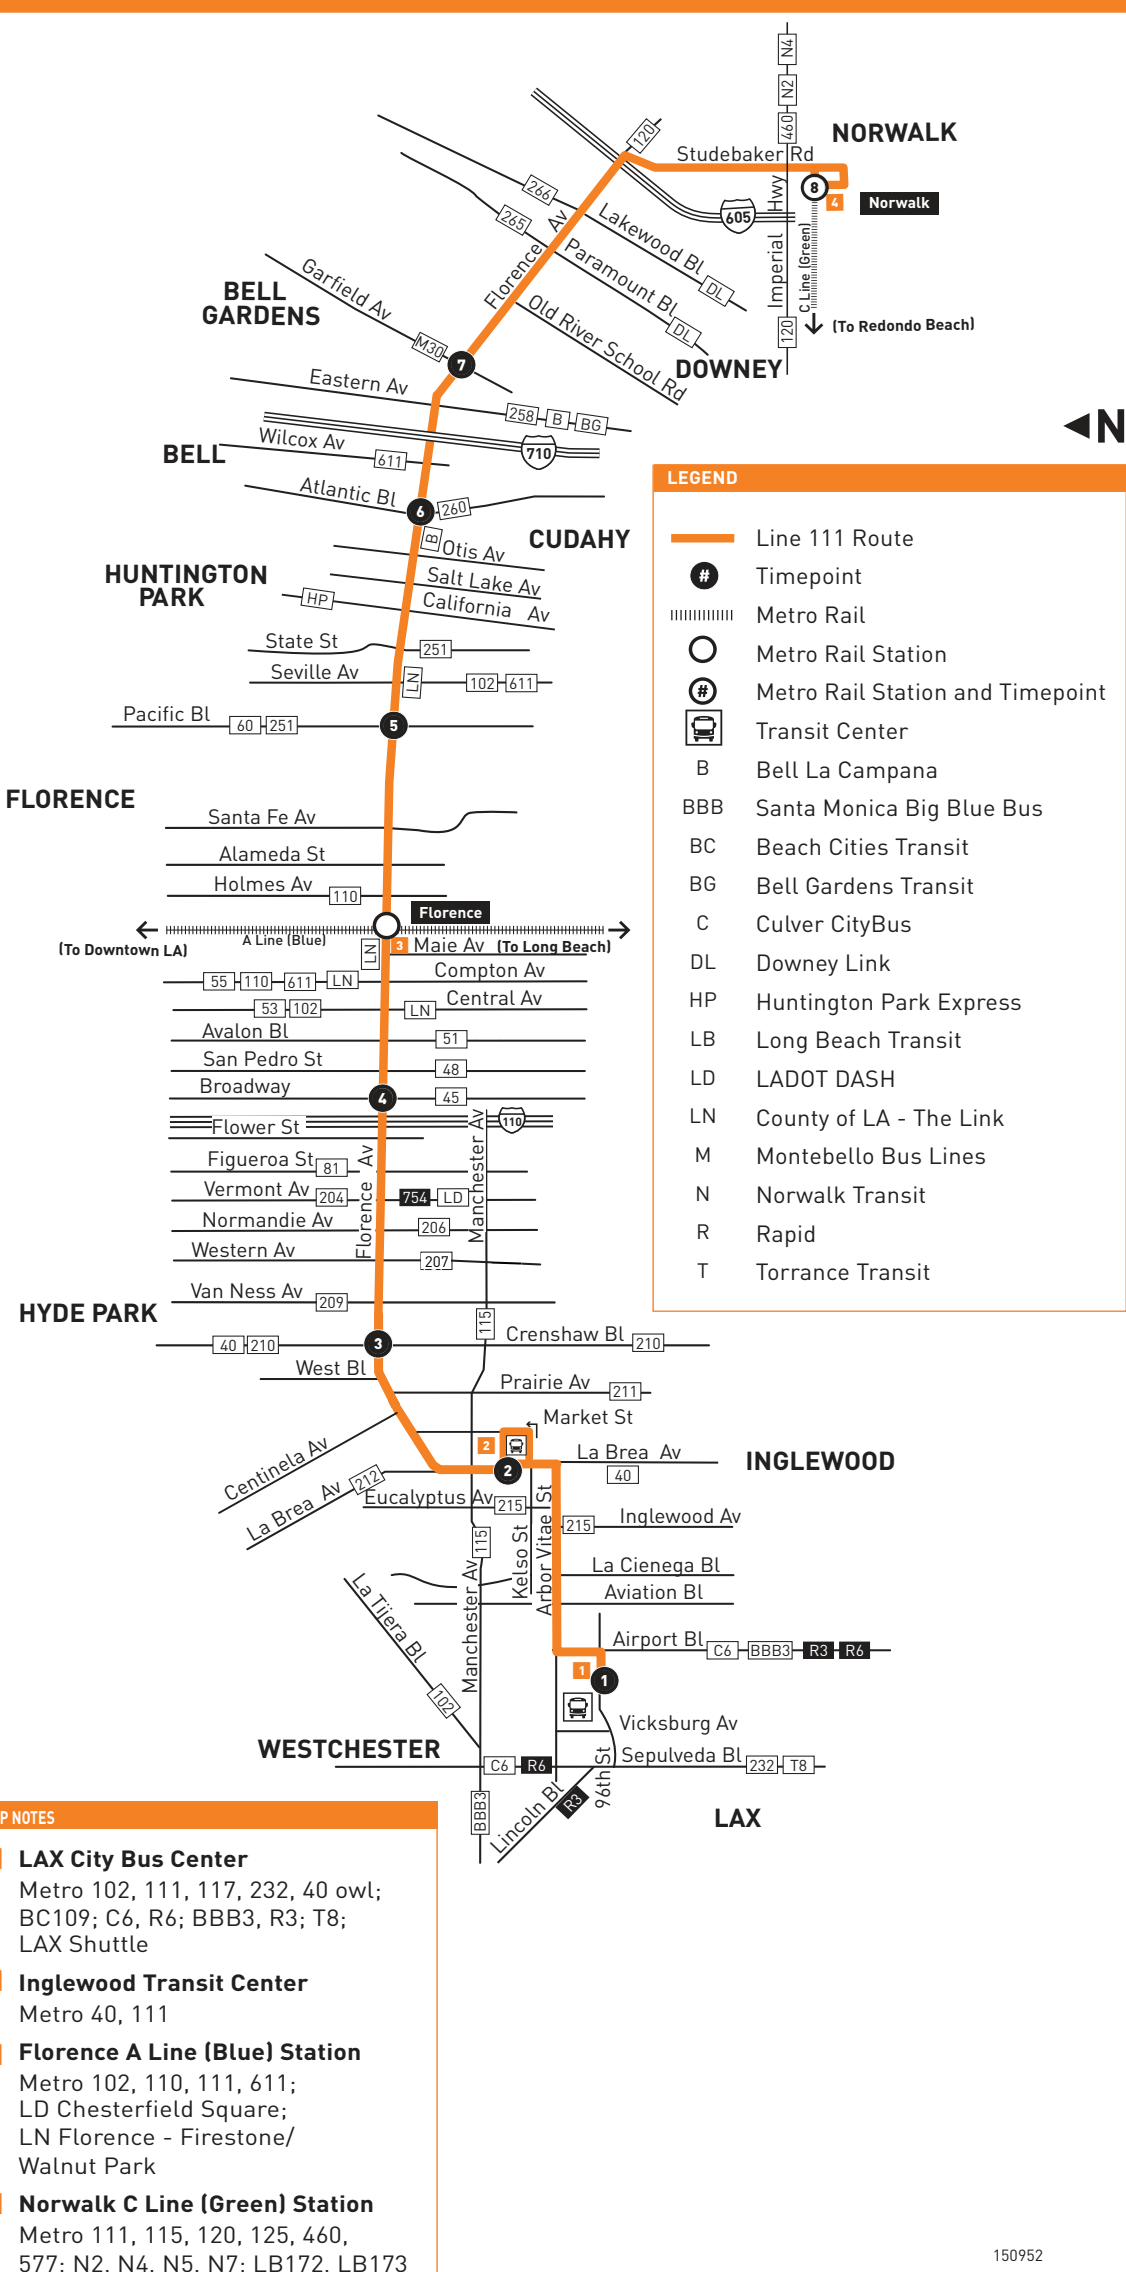 N4
N2
460
NORWALK
120
Studebaker Rd
8
4
Norwalk
266
265
Lakewood Bl
605
Imperial Hwy
C Line (Green)
Florence Av
Paramount Bl
DL
DL
Garfield Av
BELL
GARDENS
Old River School Rd
120
(To Redondo Beach)
M30
7
DOWNEY
Eastern Av
258
B
BG
N
Wilcox Av
BELL
611
710
Atlantic Bl
6
260
B
Otis Av
CUDAHY
HUNTINGTON
PARK
Salt Lake Av
HP
California Av
State St
251
Seville Av
LN
102
611
Pacific Bl
60
251
5
FLORENCE
Santa Fe Av
Alameda St
Holmes Av
110
Florence
A Line (Blue)
(To Downtown LA)
LN
3
Maie Av
(To Long Beach)
Compton Av
55
110
611
LN
Central Av
53
102
LN
Avalon Bl
51
San Pedro St
48
Broadway
4
45
110
Flower St
Manchester Av
Figueroa St
81
Florence Av
Vermont Av
204
754
LD
Normandie Av
206
Western Av
207
Van Ness Av
209
HYDE PARK
115
Crenshaw Bl
40
210
3
210
West Bl
Prairie Av
211
Market St
2
Centinela Av
La Brea Av
INGLEWOOD
2
40
La Brea Av
212
Eucalyptus Av
215
Inglewood Av
215
115
Kelso St
Arbor Vitae St
La Cienega Bl
Aviation Bl
La Tijera Bl
Manchester Av
Airport Bl
C6
BBB3
R3
R6
1
1
102
Vicksburg Av
WESTCHESTER
Sepulveda Bl
C6
R6
232
T8
96th St
BBB3
Lincoln Bl
R3
LAX
LEGEND
Line 111 Route
# Timepoint
Metro Rail
Metro Rail Station
# Metro Rail Station and Timepoint
Transit Center
B Bell La Campana
BBB Santa Monica Big Blue Bus
BC Beach Cities Transit
BG Bell Gardens Transit
C Culver CityBus
DL Downey Link
HP Huntington Park Express
LB Long Beach Transit
LD LADOT DASH
LN County of LA - The Link
M Montebello Bus Lines
N Norwalk Transit
R Rapid
T Torrance Transit
P NOTES
LAX City Bus Center
Metro 102, 111, 117, 232, 40 owl;
BC109; C6, R6; BBB3, R3; T8;
LAX Shuttle
Inglewood Transit Center
Metro 40, 111
Florence A Line (Blue) Station
Metro 102, 110, 111, 611;
LD Chesterfield Square;
LN Florence - Firestone/
Walnut Park
Norwalk C Line (Green) Station
Metro 111, 115, 120, 125, 460,
577; N2, N4, N5, N7; LB172, LB173
150952